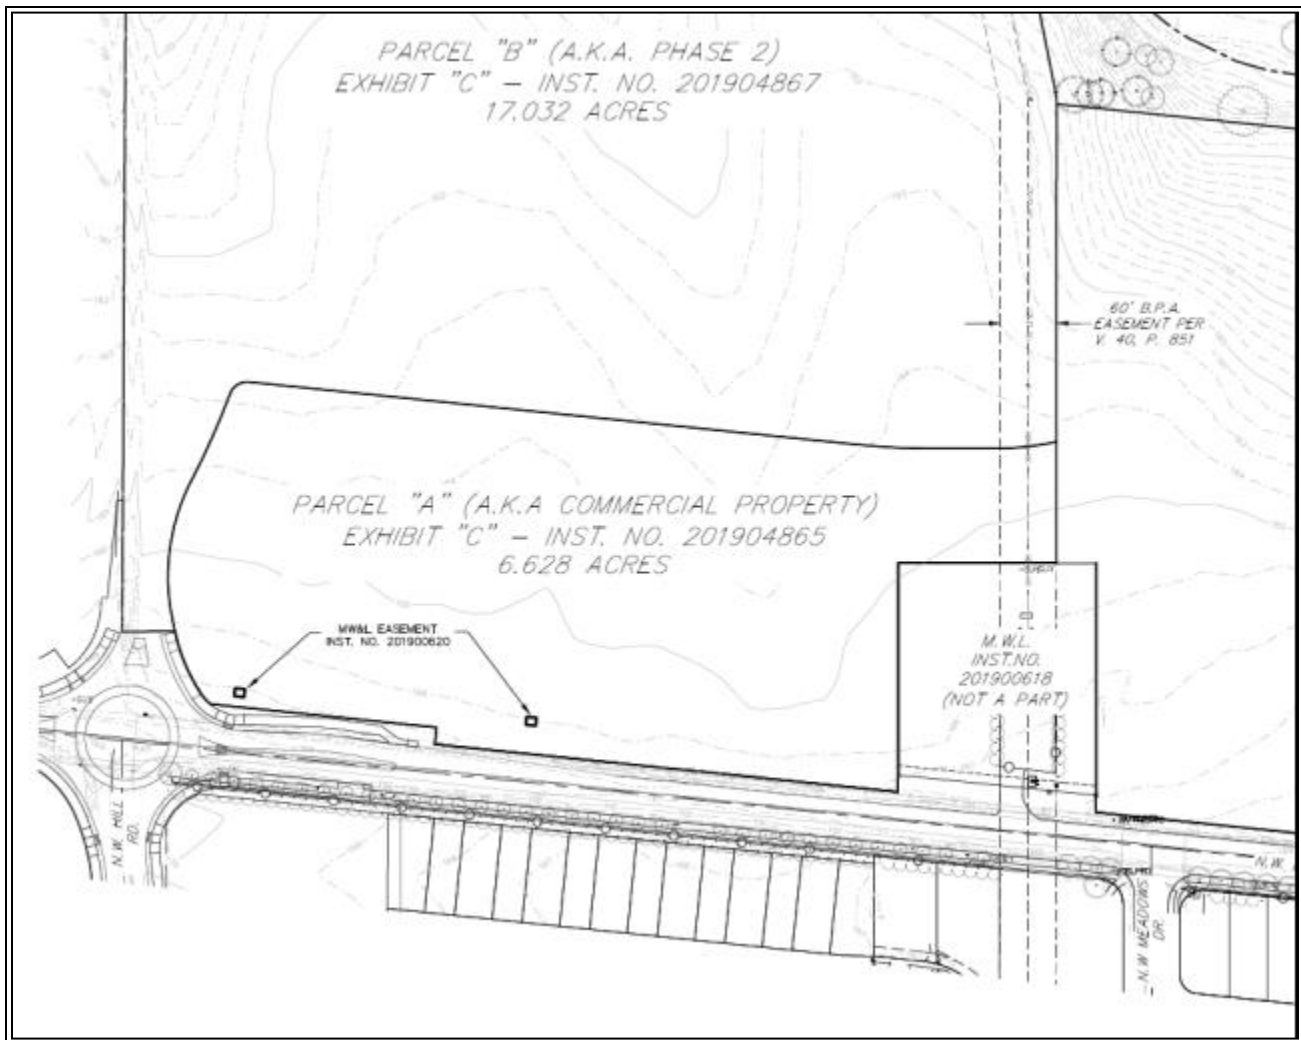 PARCEL "B" (A.K.A. PHASE 2)
EXHIBIT "C" – INST. NO. 201904867
17.032 ACRES
60' B.P.A.
EASEMENT PER
V. 40, P. 851
PARCEL "A" (A.K.A COMMERCIAL PROPERTY)
EXHIBIT "C" – INST. NO. 201904865
6.628 ACRES
MW&L EASEMENT
INST. NO. 201900620
M.W.L.
INST.NO.
201900618
(NOT A PART)
N.W. HILL
RD.
N.W.
N.W MEADOWS
DR.